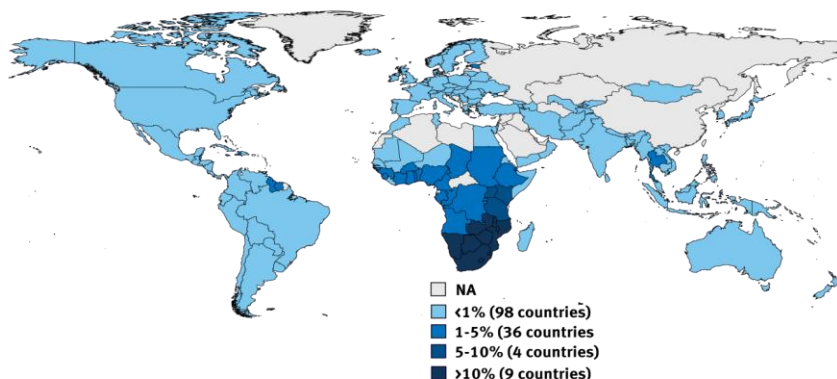 NA
<1% (98 countries)
1-5% (36 countries
5-10% (4 countries)
>10% (9 countries)